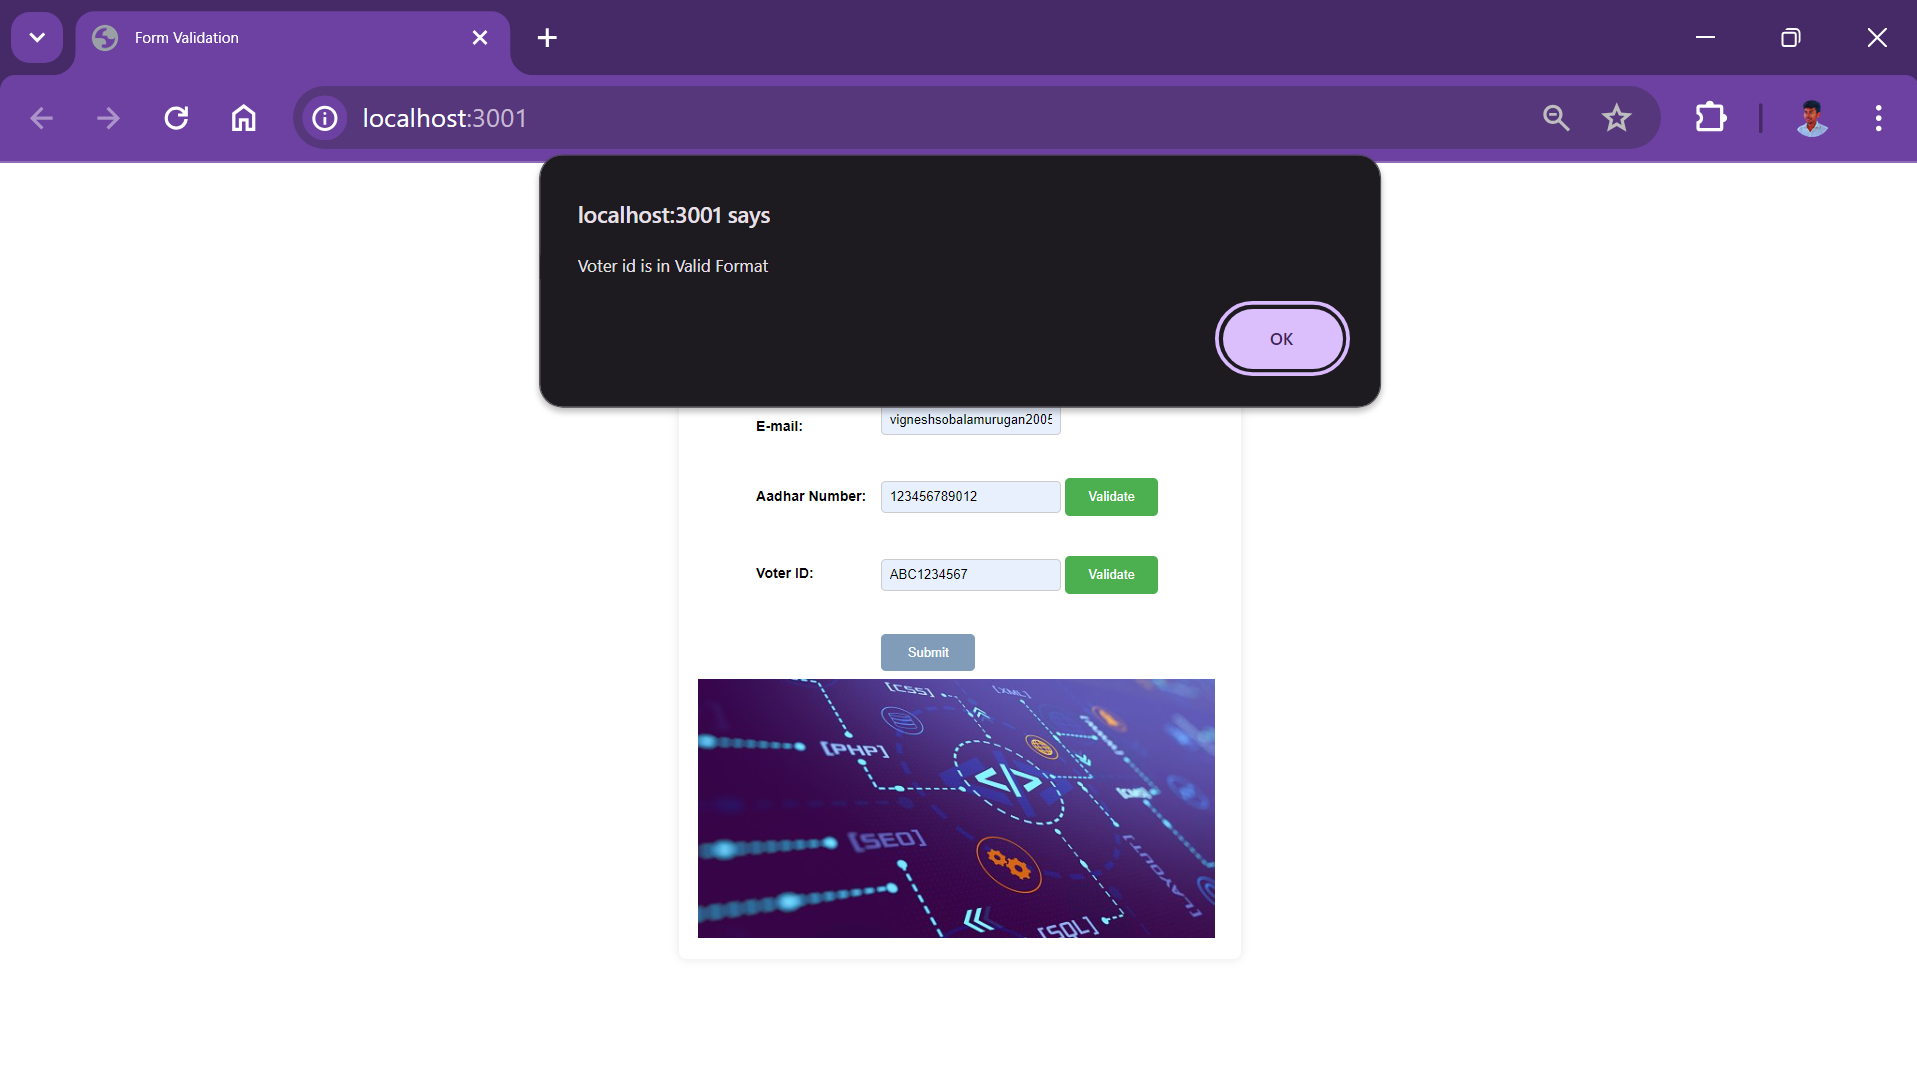 Form Validation
localhost:3001
localhost:3001 says
Voter id is in Valid Format
OK
E-mail:
vigneshsobalamurugan2005
Aadhar Number:
123456789012
Validate
Voter ID:
ABC1234567
Validate
Submit
[CSS]
[XML]
[PHP]
[SEO]
[SQL]
LAYOUT]